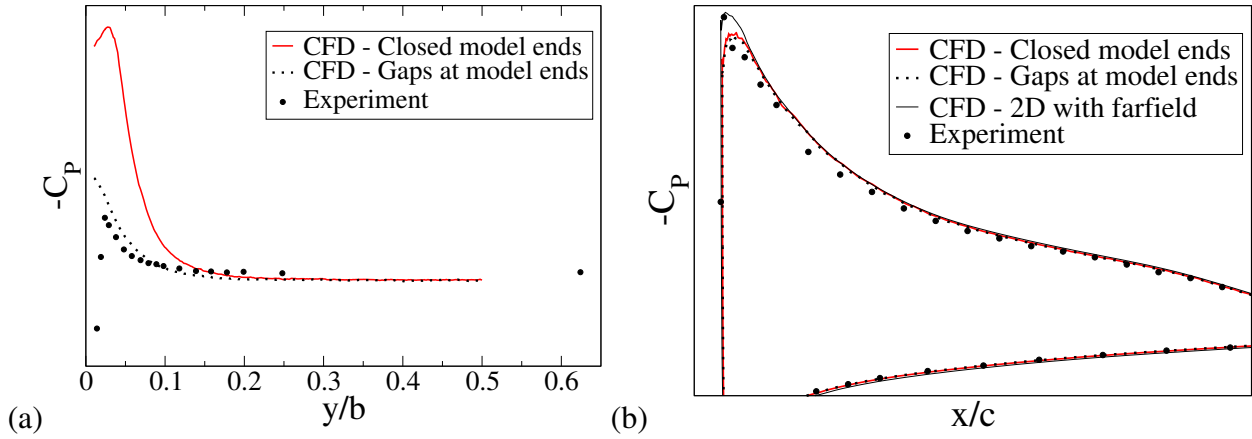 CFD - Closed model ends
CFD - Gaps at model ends
Experiment
-C_P
0 0.1 0.2 0.3 0.4 0.5 0.6
y/b
(a)
CFD - Closed model ends
CFD - Gaps at model ends
CFD - 2D with farfield
Experiment
-C_P
x/c
(b)